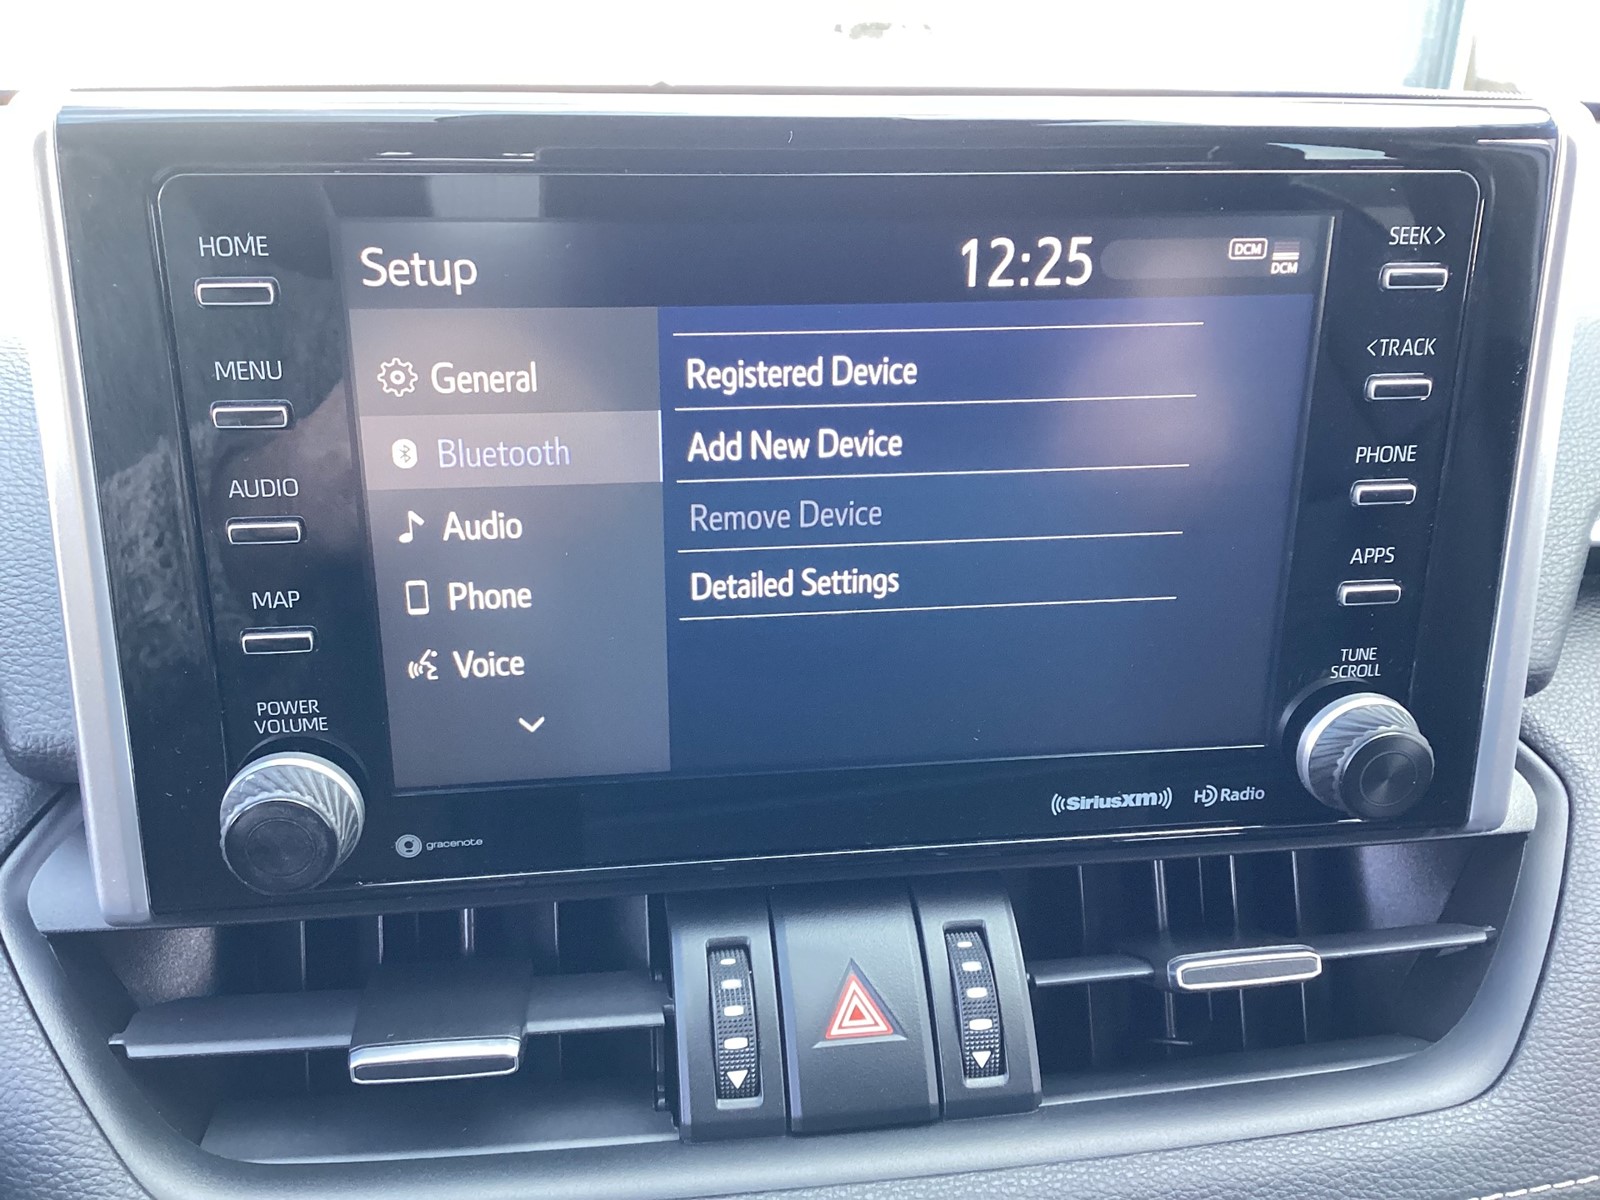 HOME
MENU
AUDIO
MAP
POWER
VOLUME
Setup
12:25
DCM
DCM
General
Bluetooth
Audio
Phone
Voice
Registered Device
Add New Device
Remove Device
Detailed Settings
SEEK>
<TRACK
PHONE
APPS
TUNE
SCROLL
gracenote
((SiriusXM))
HD Radio